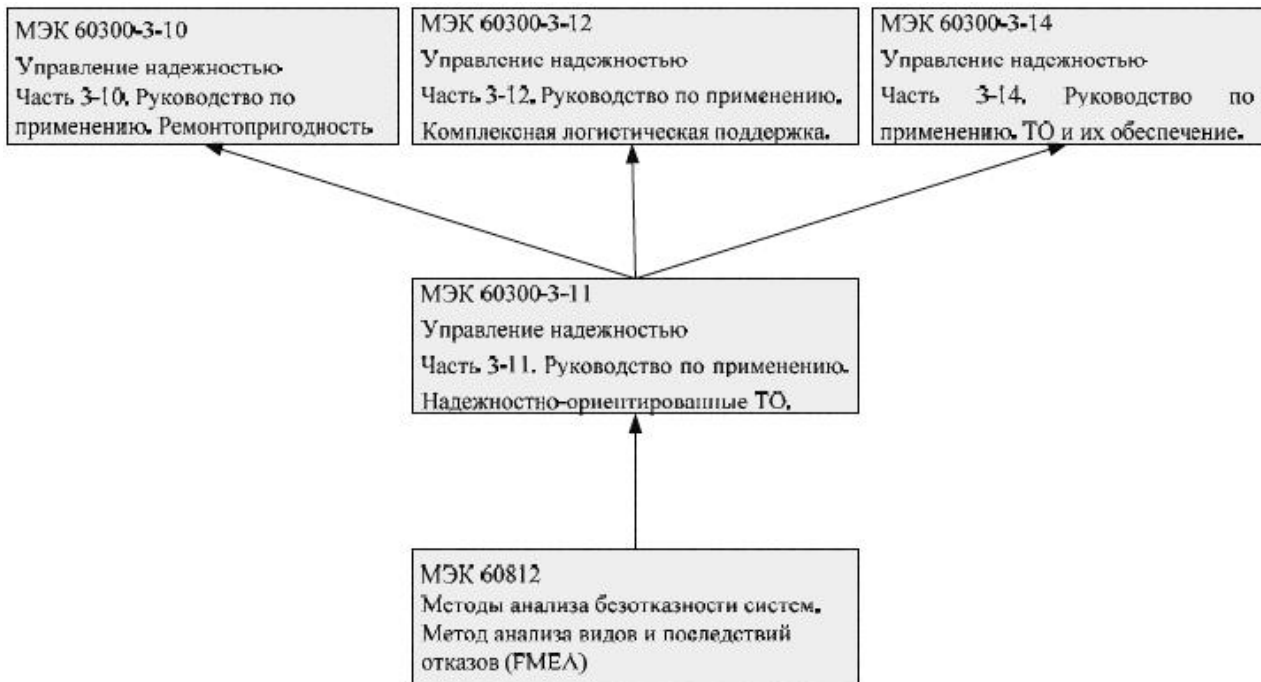 МЭК 60300-3-10
Управление надежностью
Часть 3-10. Руководство по
применению. Ремонтопригодность
МЭК 60300-3-12
Управление надежностью
Часть 3-12. Руководство по применению.
Комплексная логистическая поддержка.
МЭК 60300-3-14
Управление надежностью
Часть 3-14. Руководство по
применению. ТО и их обеспечение.
МЭК 60300-3-11
Управление надежностью
Часть 3-11. Руководство по применению.
Надежностно-ориентированные ТО.
МЭК 60812
Методы анализа безотказности систем.
Метод анализа видов и последствий
отказов (FMEA)